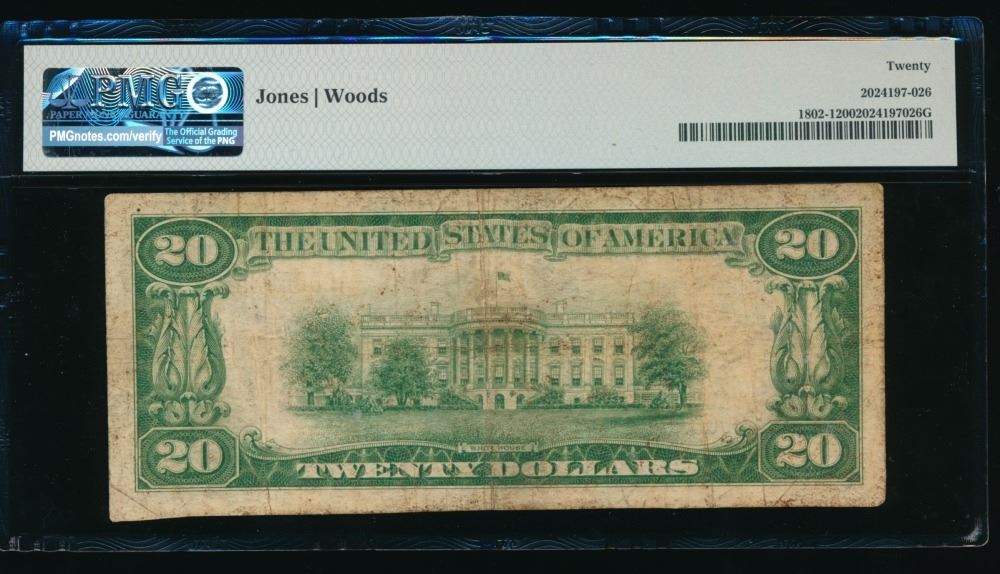 Twenty
PMG
PAPER MONEY GUARANTY
PMGnotes.com/verify
The Official Grading
Service of the PNG
Jones | Woods
2024197-026
1802-12002024197026G
20 THE UNITED STATES OF AMERICA 20
WHITE HOUSE
20 TWENTY DOLLARS 20